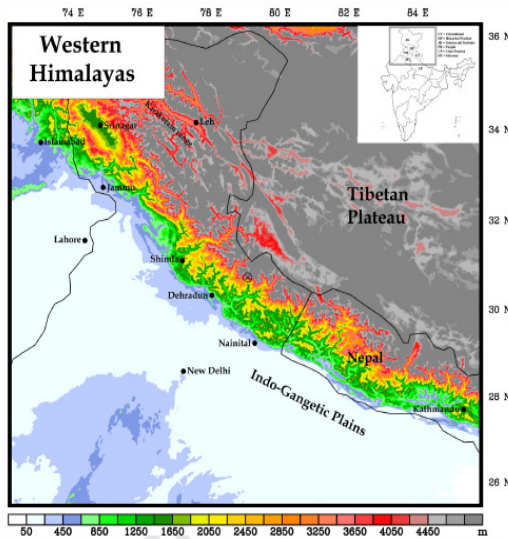 74 E 76 E 78 E 80 E 82 E 84 E
36 N
34 N
32 N
30 N
28 N
26 N
Western
Himalayas
Srinagar
Islamabad
Leh
Jammu
Tibetan
Plateau
Lahore
Shimla
Dehradun
Nainital
Nepal
New Delhi
Indo-Gangetic Plains
Kathmandu
50 450 850 1250 1650 2050 2450 2850 3250 3650 4050 4450 m